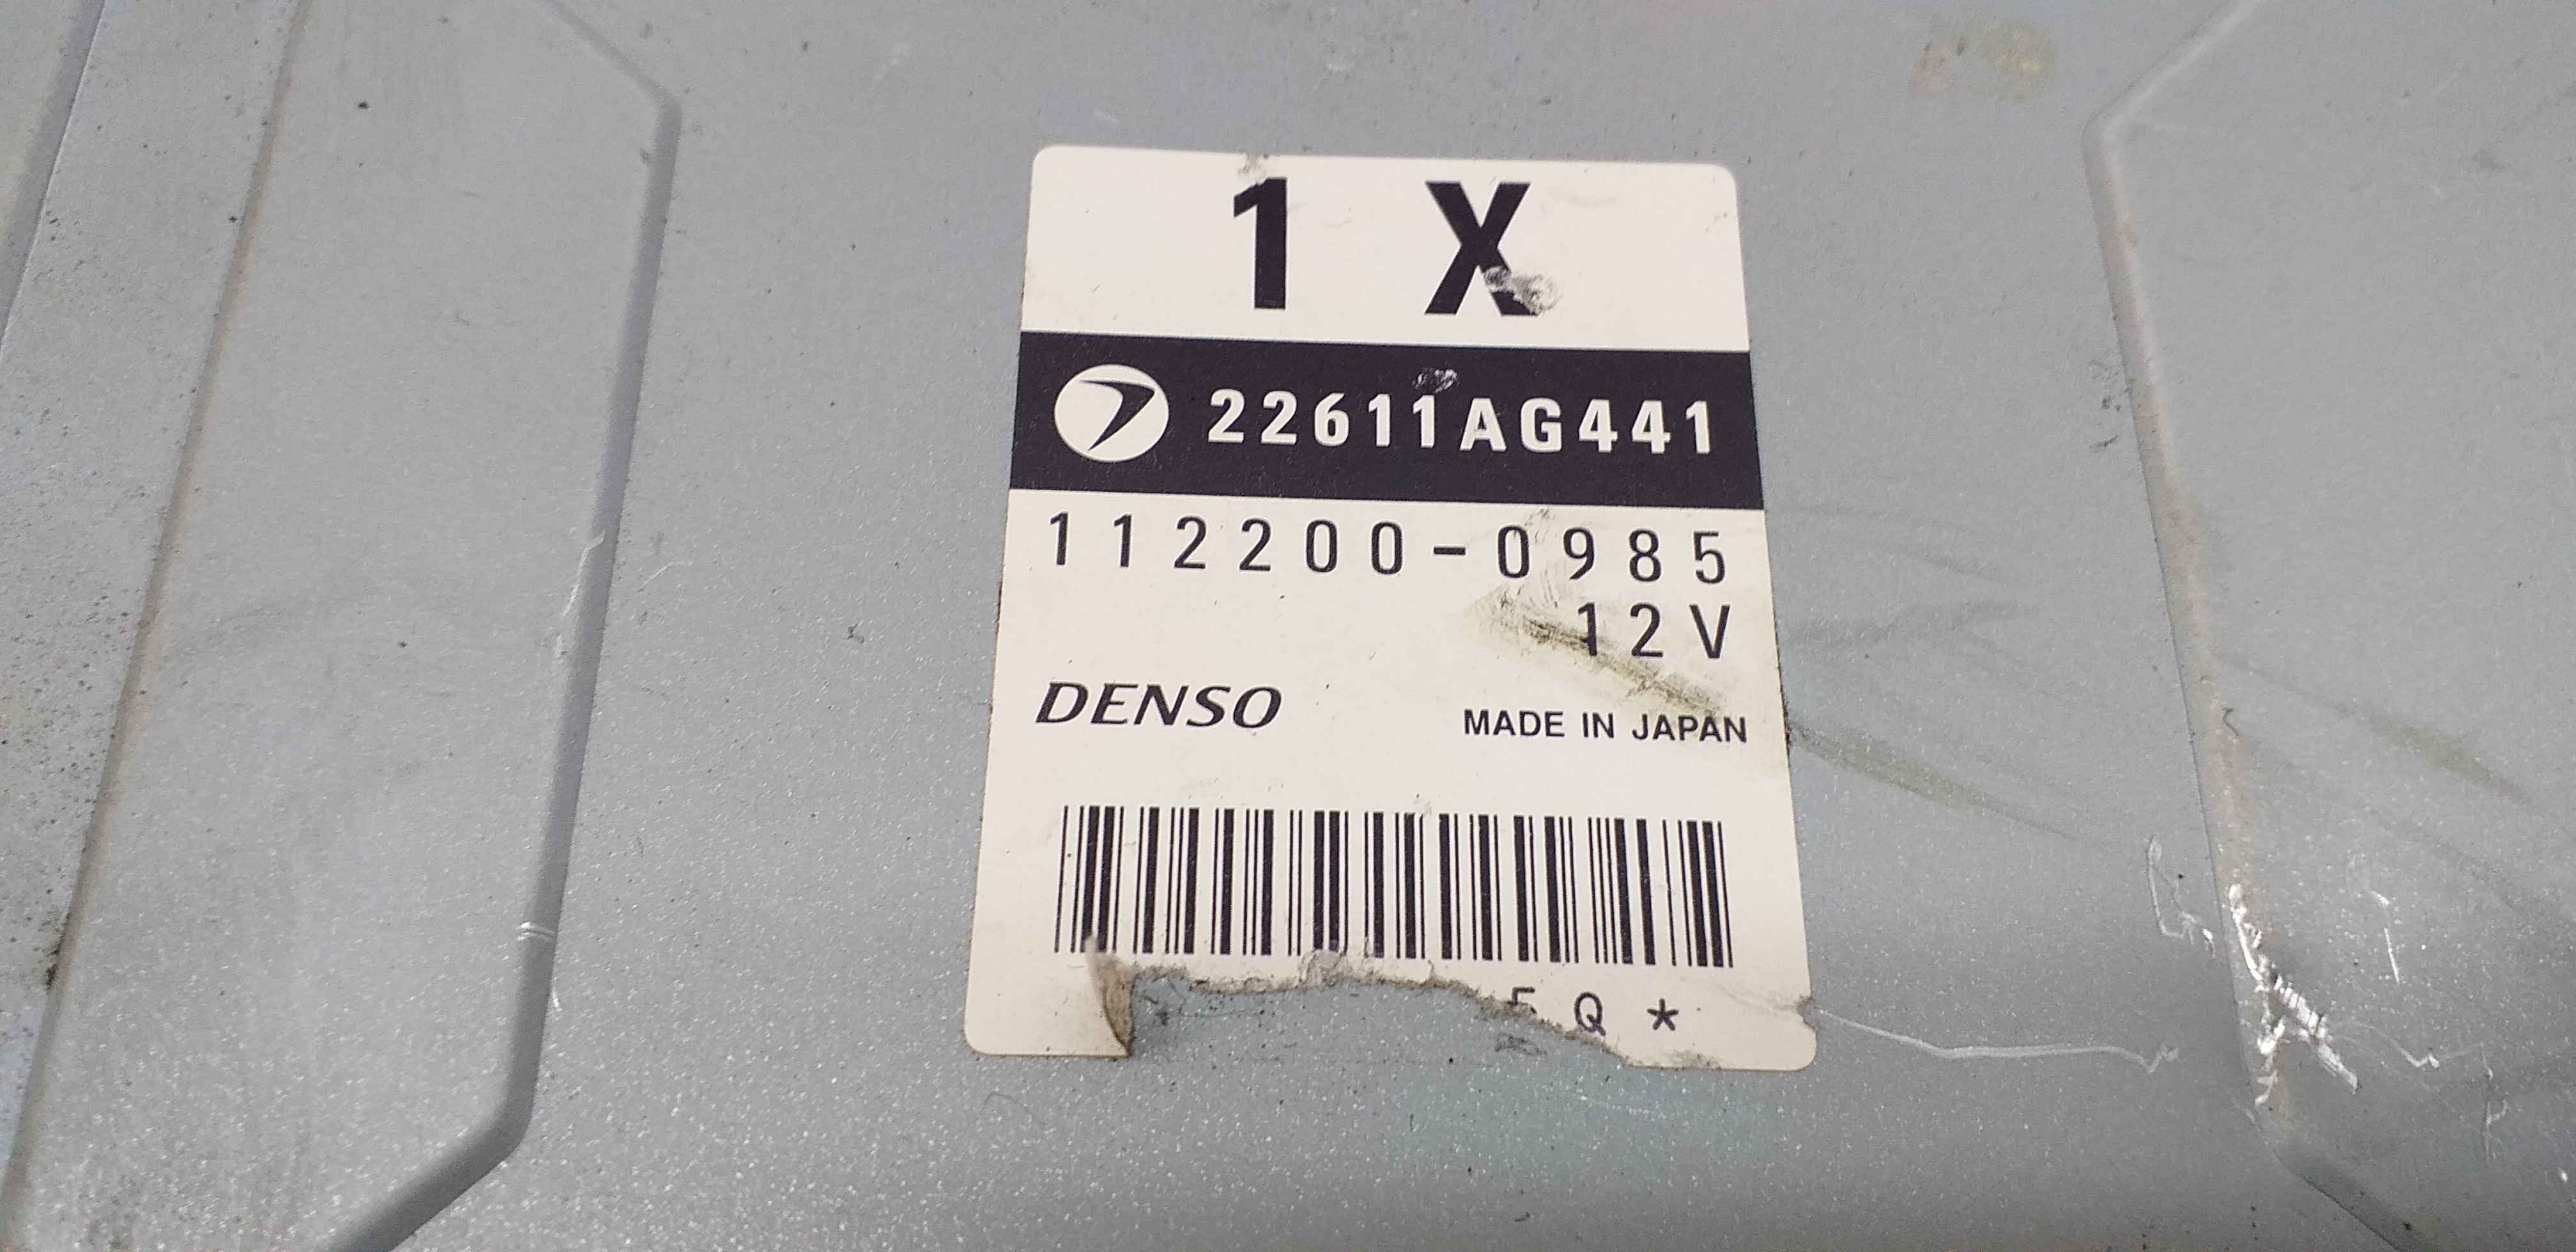 1 X
22611AG441
112200-0985
12V
DENSO
MADE IN JAPAN
Q *